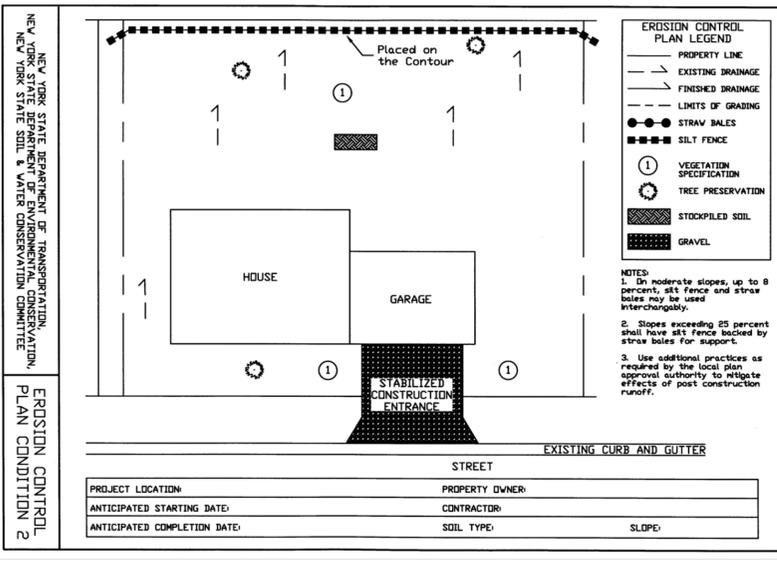 NEW YORK STATE DEPARTMENT OF TRANSPORTATION,
NEW YORK STATE DEPARTMENT OF ENVIRONMENTAL CONSERVATION,
NEW YORK STATE SOIL & WATER CONSERVATION COMMITTEE
EROSION CONTROL
PLAN CONDITION 2
Placed on
the Contour
1
HOUSE
GARAGE
1
1
STABILIZED
CONSTRUCTION
ENTRANCE
EXISTING CURB AND GUTTER
STREET
EROSION CONTROL
PLAN LEGEND
PROPERTY LINE
EXISTING DRAINAGE
FINISHED DRAINAGE
LIMITS OF GRADING
STRAW BALES
SILT FENCE
1 VEGETATION
SPECIFICATION
TREE PRESERVATION
STOCKPILED SOIL
GRAVEL
NOTES:
1. On moderate slopes, up to 8
percent, silt fence and straw
bales may be used
interchangably.
2. Slopes exceeding 25 percent
shall have silt fence backed by
straw bales for support.
3. Use additional practices as
required by the local plan
approval authority to mitigate
effects of post construction
runoff.
PROJECT LOCATION: PROPERTY OWNER:
ANTICIPATED STARTING DATE: CONTRACTOR:
ANTICIPATED COMPLETION DATE: SOIL TYPE: SLOPE: